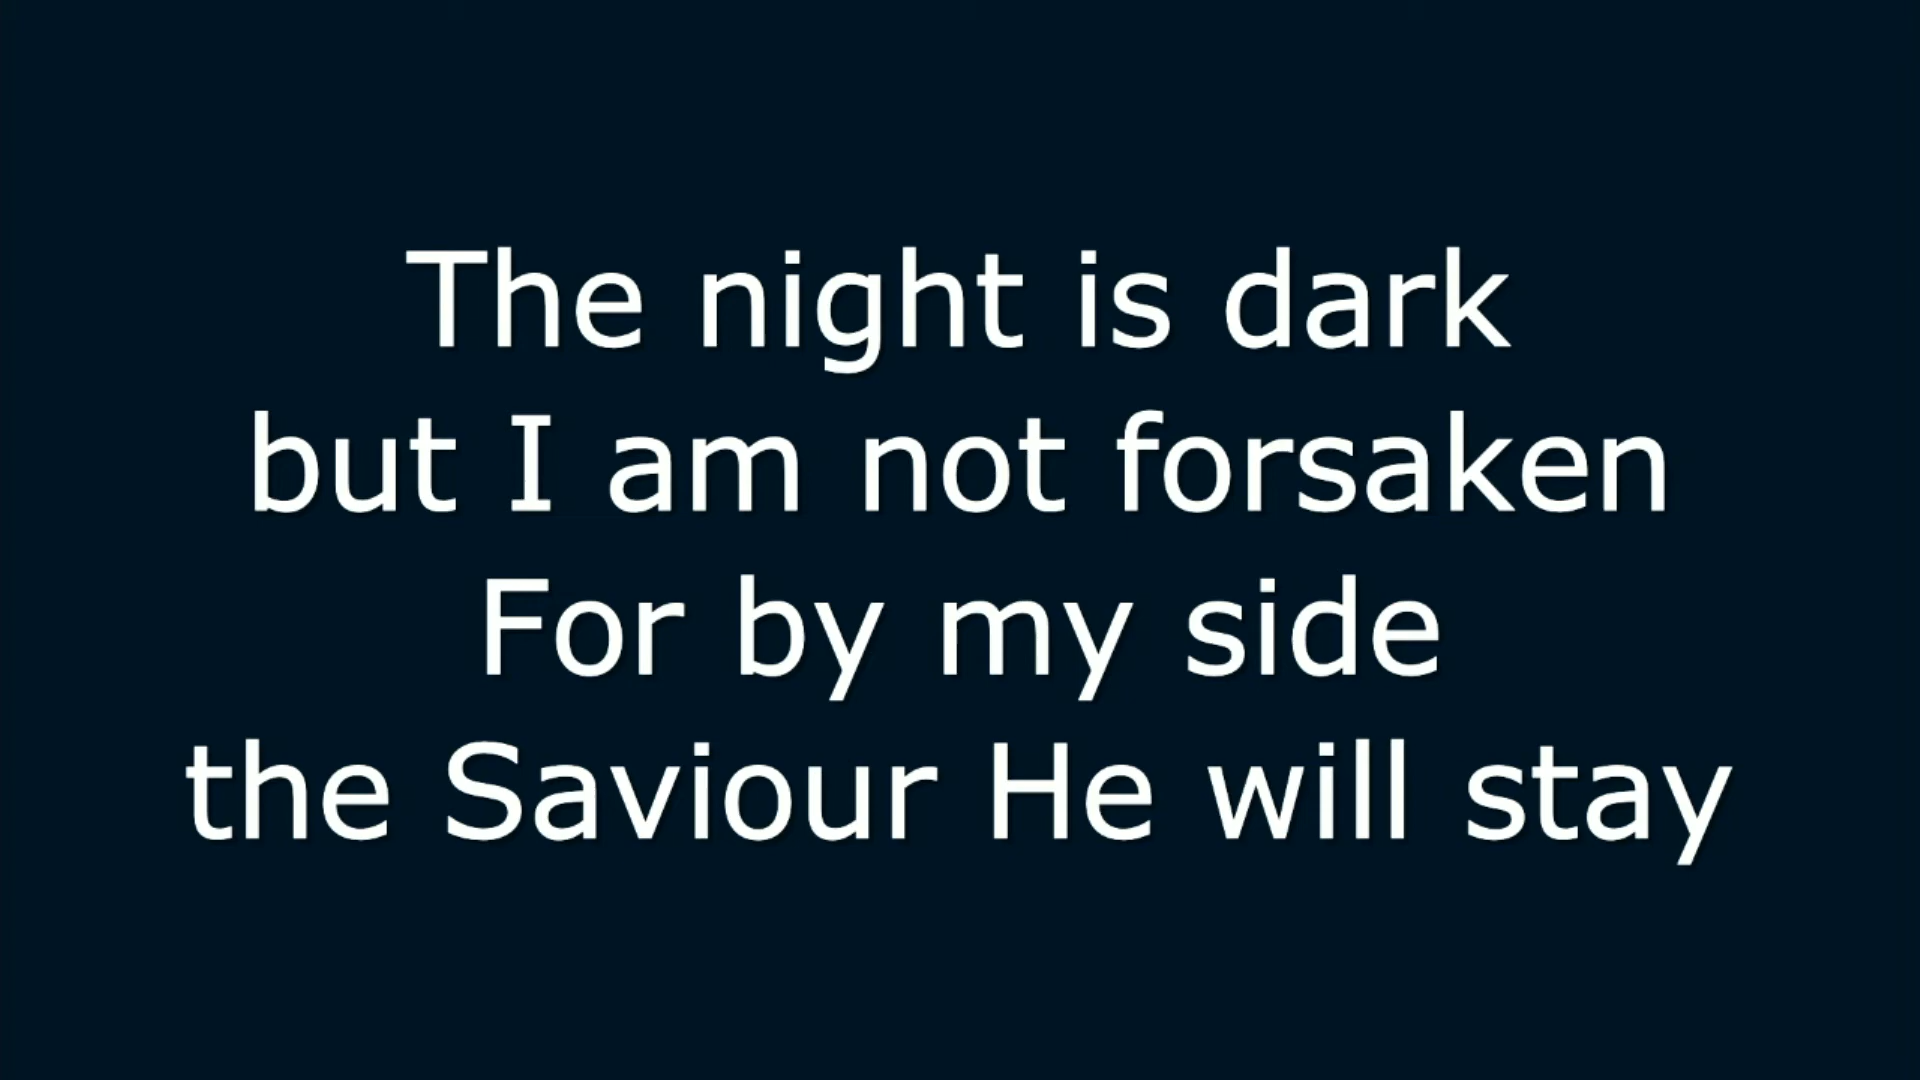 The night is dark
but I am not forsaken
For by my side
the Saviour He will stay